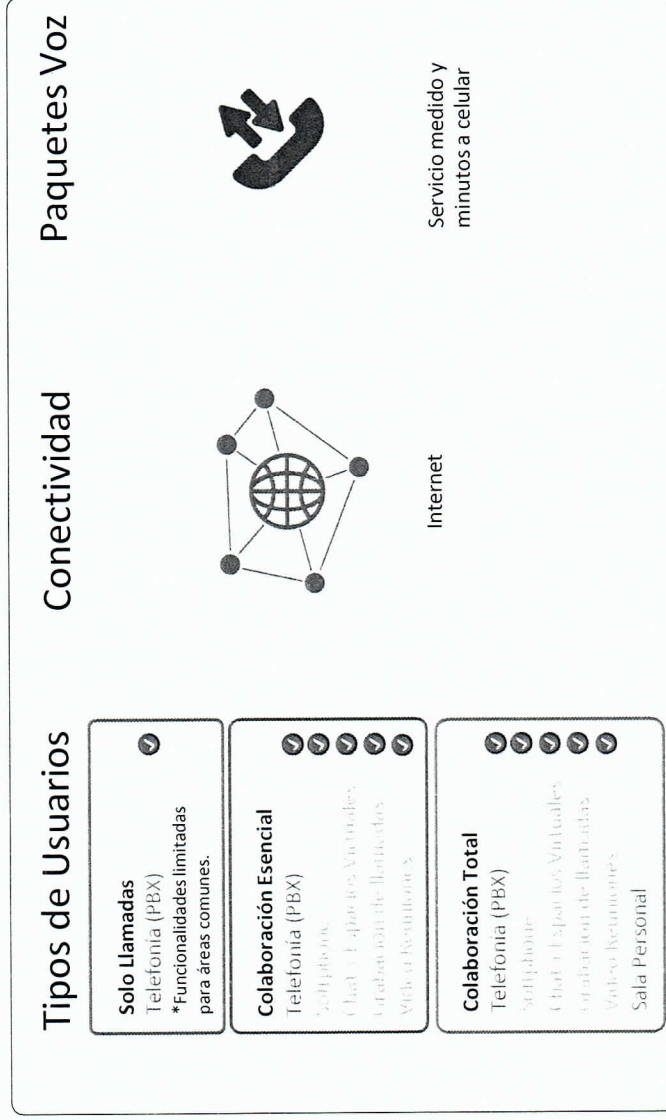 Tipos de Usuarios
Solo Llamadas
Telefonía (PBX)
*Funcionalidades limitadas
para áreas comunes.
Colaboración Esencial
Telefonía (PBX)
Softphone
Chat + Espacios Virtuales
Grabación de llamadas
Video Reuniones
Colaboración Total
Telefonía (PBX)
Softphone
Chat + Espacios Virtuales
Grabación de llamadas
Video Reuniones
Sala Personal
Conectividad
Internet
Paquetes Voz
Servicio medido y
minutos a celular